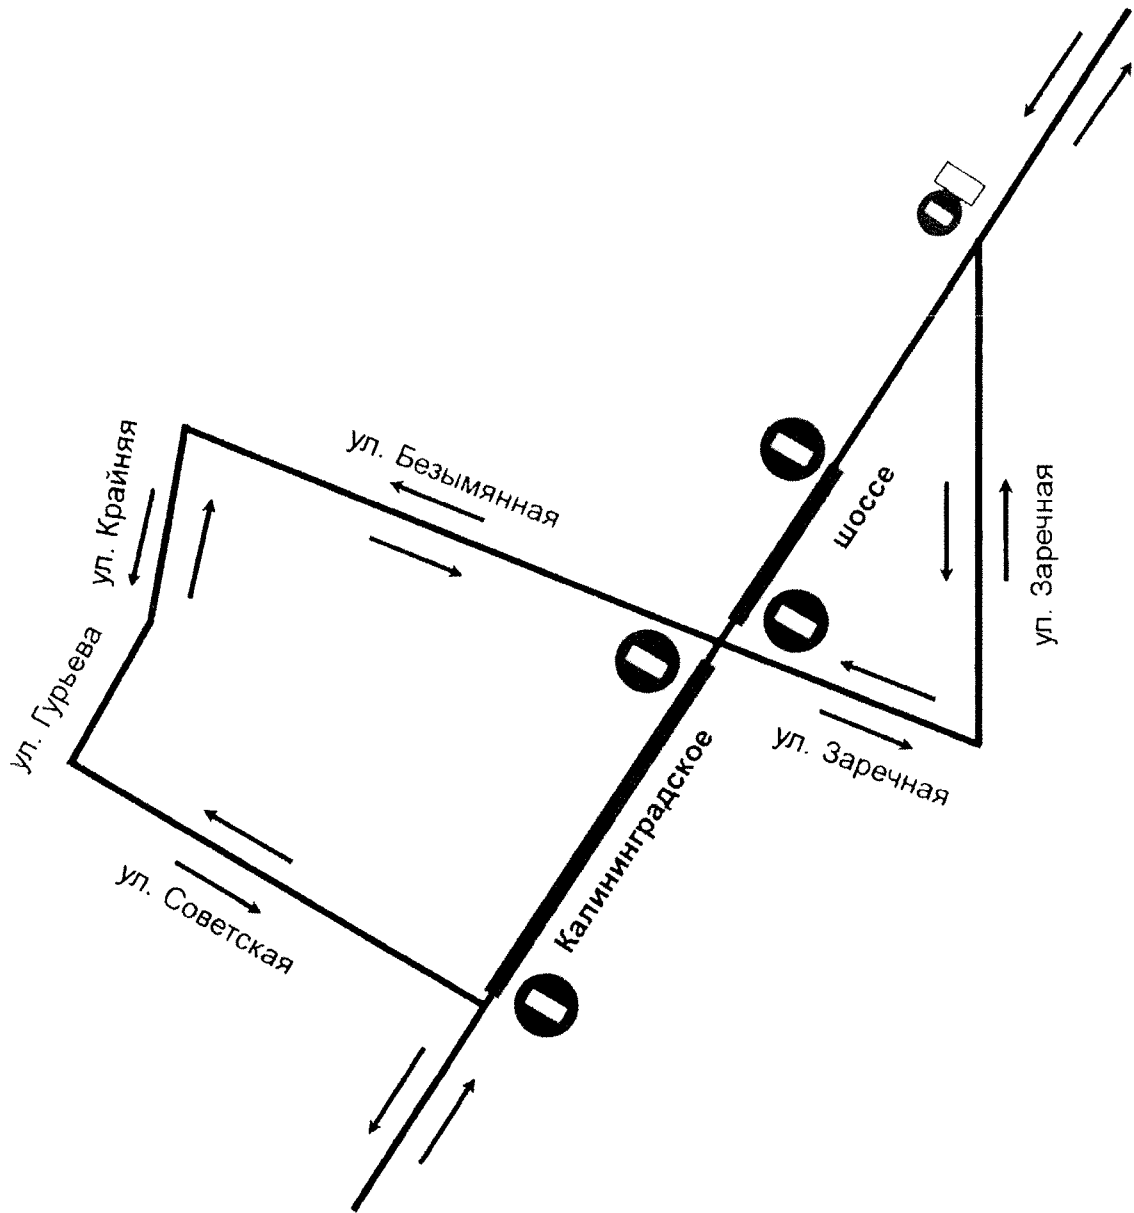 ул. Крайняя
ул. Безымянная
ул. Гурьева
шоссе
ул. Заречная
Калининградское
ул. Заречная
ул. Советская